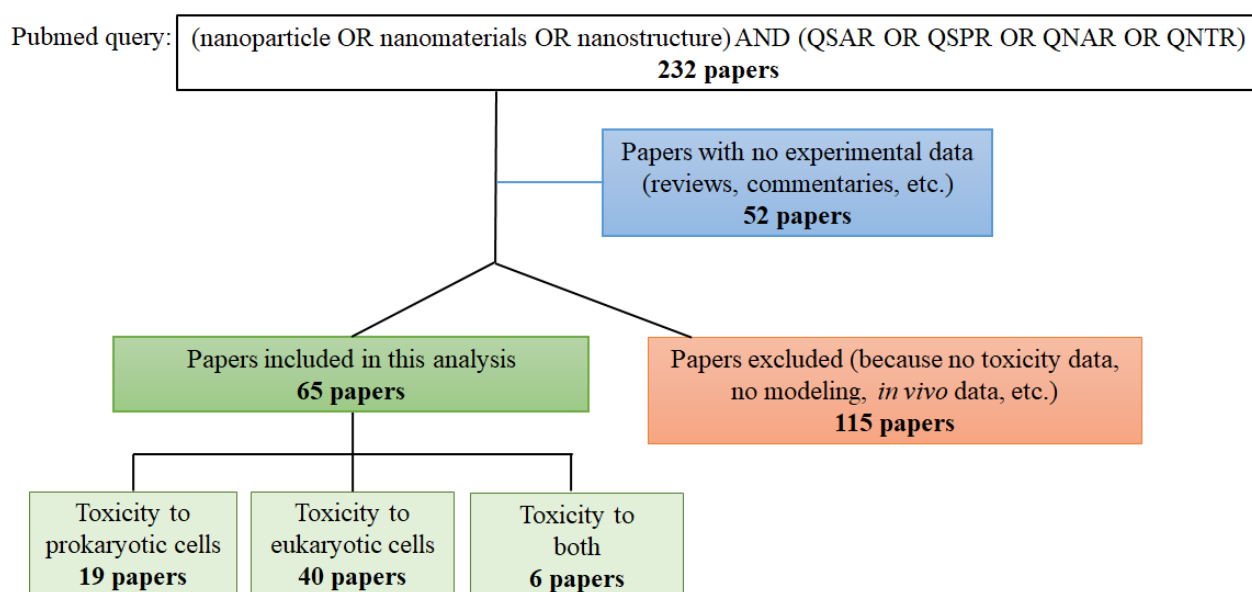 Pubmed query:
(nanoparticle OR nanomaterials OR nanostructure) AND (QSAR OR QSPR OR QNAR OR QNTR)
232 papers
Papers with no experimental data
(reviews, commentaries, etc.)
52 papers
Papers included in this analysis
65 papers
Papers excluded (because no toxicity data,
no modeling, in vivo data, etc.)
115 papers
Toxicity to
prokaryotic cells
19 papers
Toxicity to
eukaryotic cells
40 papers
Toxicity to
both
6 papers